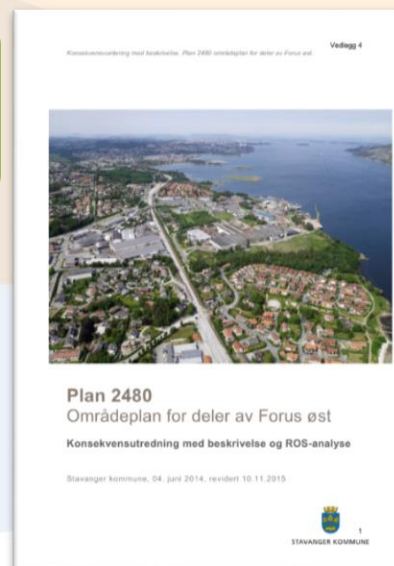 Vedlegg 4
Konsekvensutredning med beskrivelse. Plan 2480 områdeplan for deler av Forus øst.
Plan 2480
Områdeplan for deler av Forus øst
Konsekvensutredning med beskrivelse og ROS-analyse
Stavanger kommune, 04. juni 2014, revidert 10.11.2015
1
STAVANGER KOMMUNE